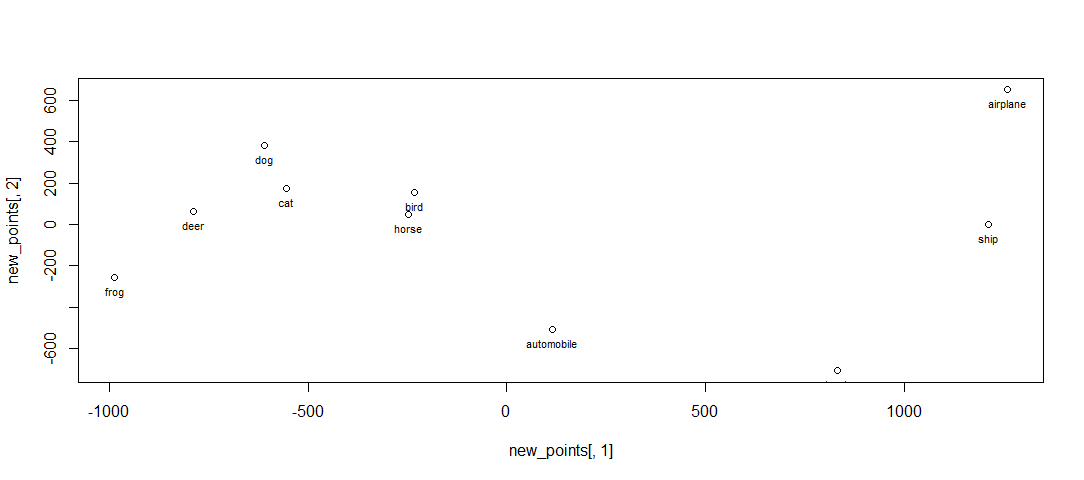 600
400
200
0
-200
-600
new_points[, 2]
airplane
dog
cat
bird
deer
horse
ship
frog
automobile
-1000
-500
0
500
1000
new_points[, 1]